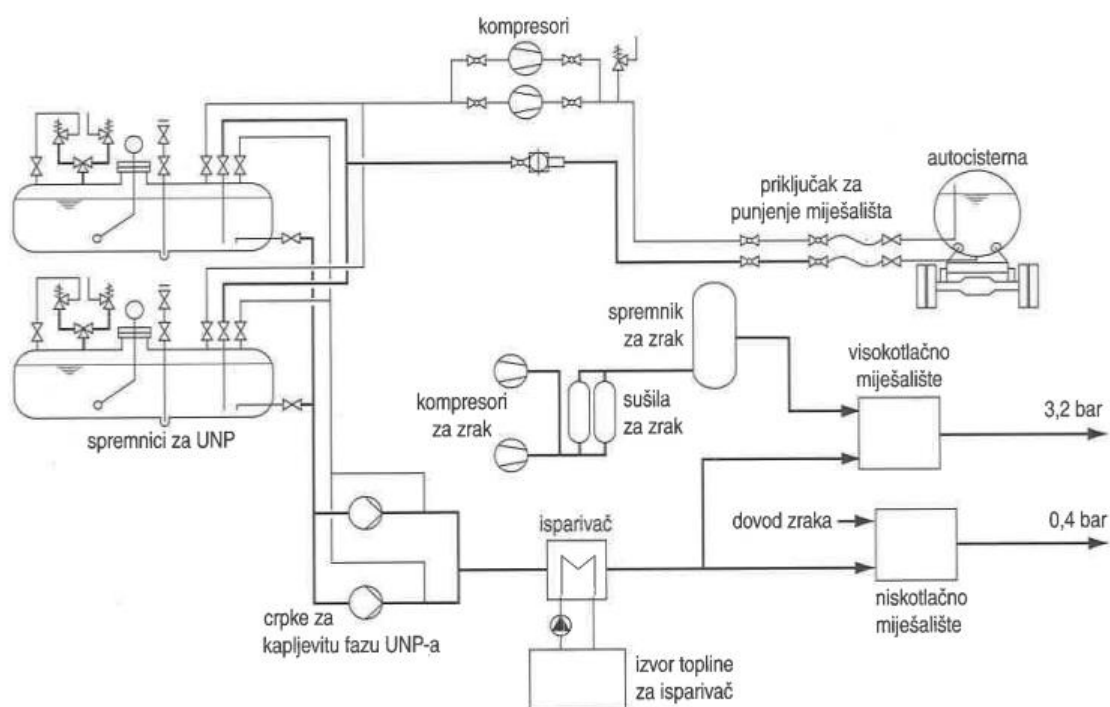 kompresori
autocisterna
priključak za
punjenje miješališta
spremnik
za zrak
visokotlačno
miješalište
kompresori
za zrak
sušila
za zrak
3,2 bar
spremnici za UNP
isparivač
dovod zraka
0,4 bar
crpke za
kapljevitu fazu UNP-a
niskotlačno
miješalište
izvor topline
za isparivač